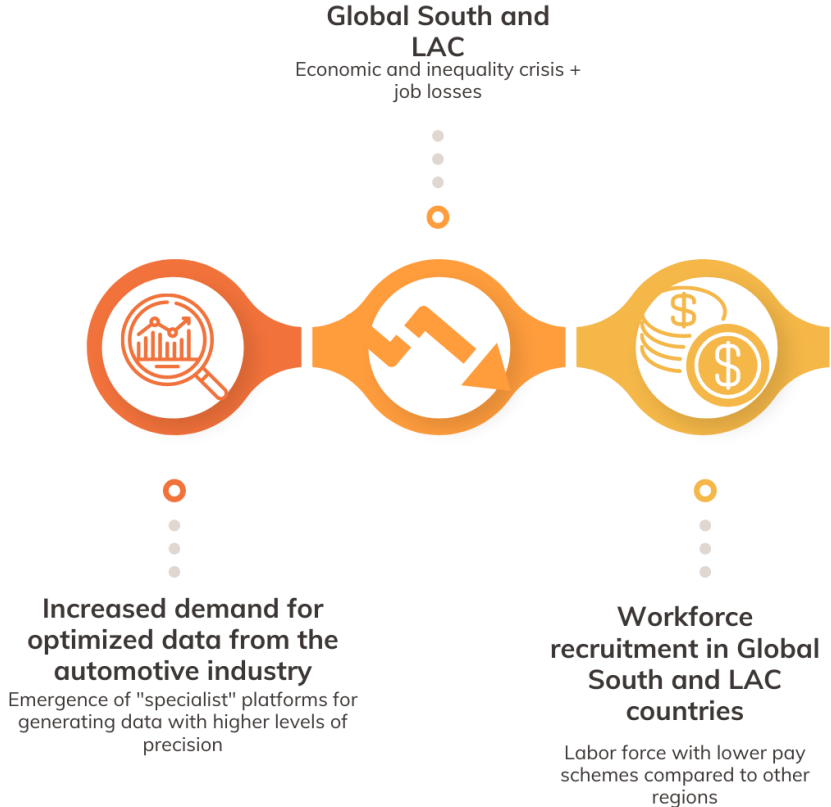 Global South and
LAC
Economic and inequality crisis +
job losses
Increased demand for
optimized data from the
automotive industry
Emergence of "specialist" platforms for
generating data with higher levels of
precision
Workforce
recruitment in Global
South and LAC
countries
Labor force with lower pay
schemes compared to other
regions